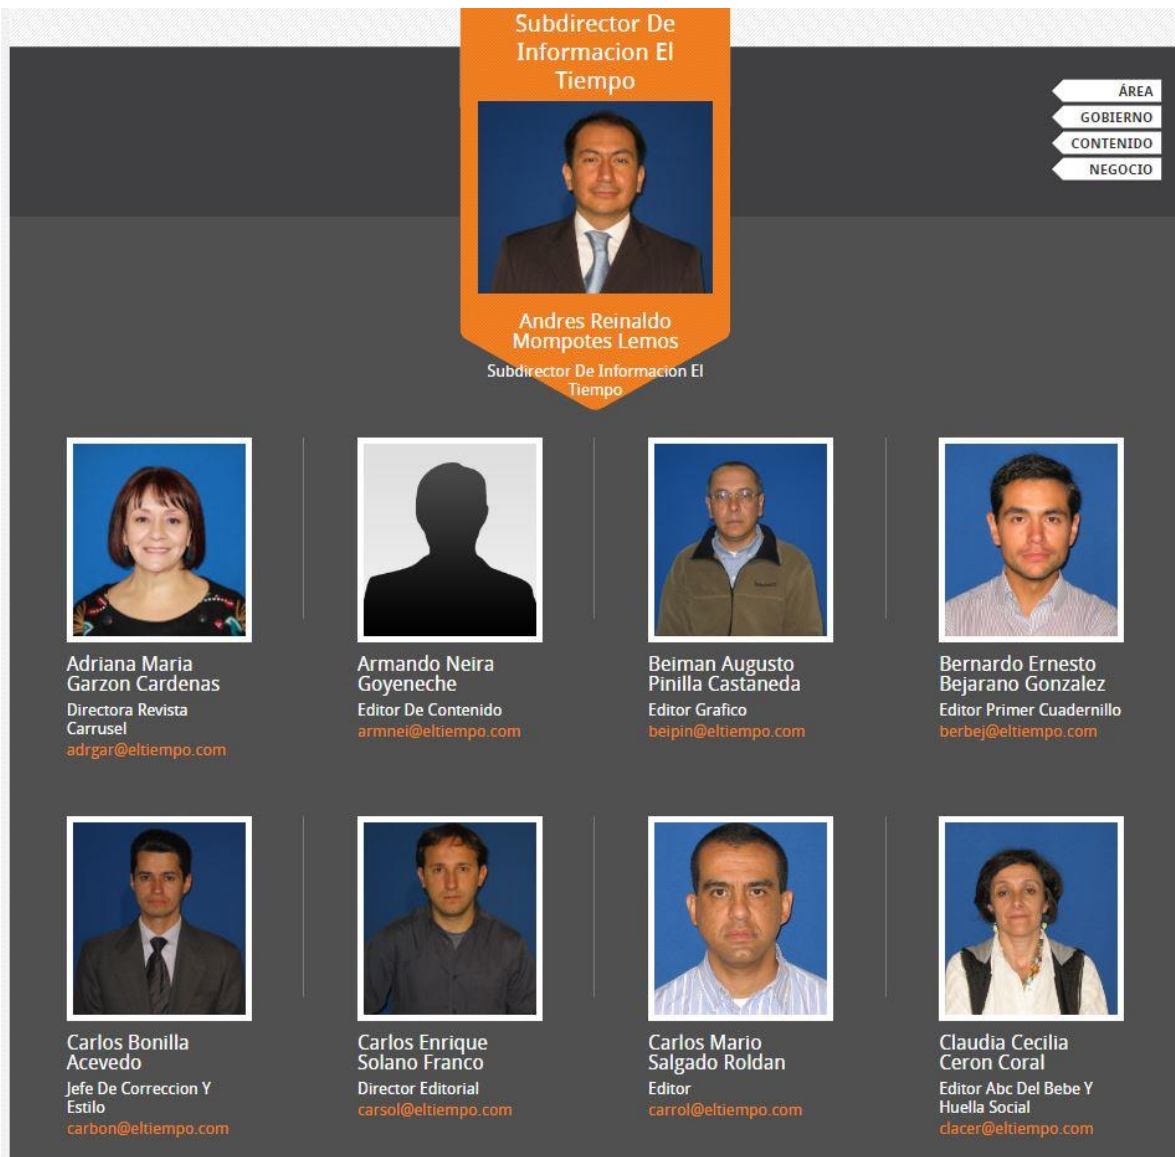 Subdirector De
Informacion El
Tiempo
ÁREA
GOBIERNO
CONTENIDO
NEGOCIO
Andres Reinaldo
Mompotes Lemos
Subdirector De Informacion El
Tiempo
Adriana Maria
Garzon Cardenas
Directora Revista
Carrusel
adrgar@eltiempo.com
Armando Neira
Goyeneche
Editor De Contenido
armnei@eltiempo.com
Beiman Augusto
Pinilla Castaneda
Editor Grafico
beipin@eltiempo.com
Bernardo Ernesto
Bejarano Gonzalez
Editor Primer Cuadernillo
berbej@eltiempo.com
Carlos Bonilla
Acevedo
Jefe De Correccion Y
Estilo
carbon@eltiempo.com
Carlos Enrique
Solano Franco
Director Editorial
carsol@eltiempo.com
Carlos Mario
Salgado Roldan
Editor
carrol@eltiempo.com
Claudia Cecilia
Ceron Coral
Editor Abc Del Bebe Y
Huella Social
clacer@eltiempo.com